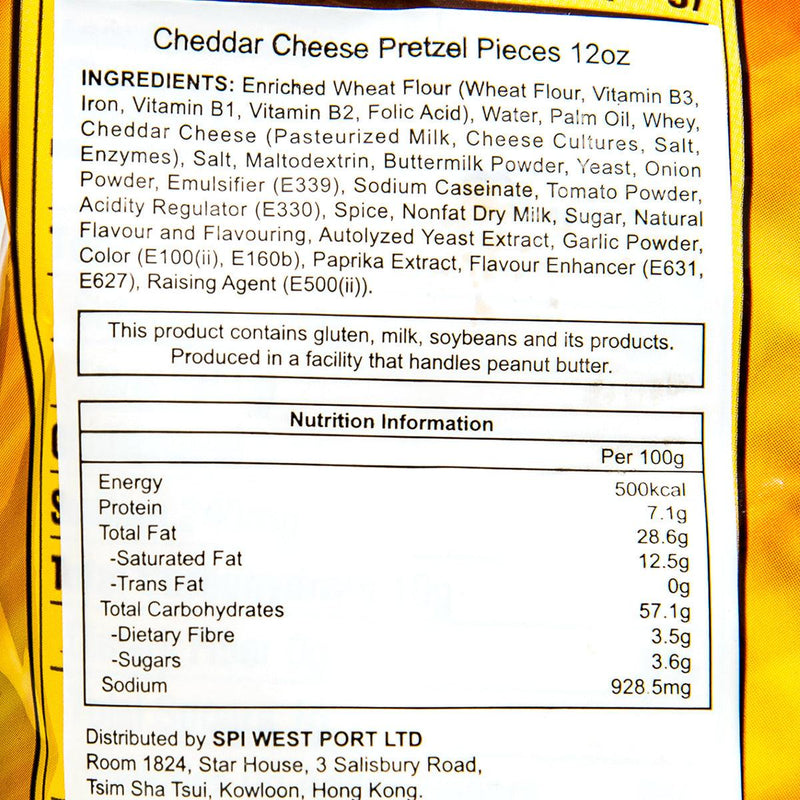 Cheddar Cheese Pretzel Pieces 12oz
INGREDIENTS: Enriched Wheat Flour (Wheat Flour, Vitamin B3,
Iron, Vitamin B1, Vitamin B2, Folic Acid), Water, Palm Oil, Whey,
Cheddar Cheese (Pasteurized Milk, Cheese Cultures, Salt,
Enzymes), Salt, Maltodextrin, Buttermilk Powder, Yeast, Onion
Powder, Emulsifier (E339), Sodium Caseinate, Tomato Powder,
Acidity Regulator (E330), Spice, Nonfat Dry Milk, Sugar, Natural
Flavour and Flavouring, Autolyzed Yeast Extract, Garlic Powder,
Color (E100(ii), E160b), Paprika Extract, Flavour Enhancer (E631,
E627), Raising Agent (E500(ii)).
This product contains gluten, milk, soybeans and its products.
Produced in a facility that handles peanut butter.
Nutrition Information
Per 100g
Energy 500kcal
Protein 7.1g
Total Fat 28.6g
-Saturated Fat 12.5g
-Trans Fat 0g
Total Carbohydrates 57.1g
-Dietary Fibre 3.5g
-Sugars 3.6g
Sodium 928.5mg
Distributed by SPI WEST PORT LTD
Room 1824, Star House, 3 Salisbury Road,
Tsim Sha Tsui, Kowloon, Hong Kong.